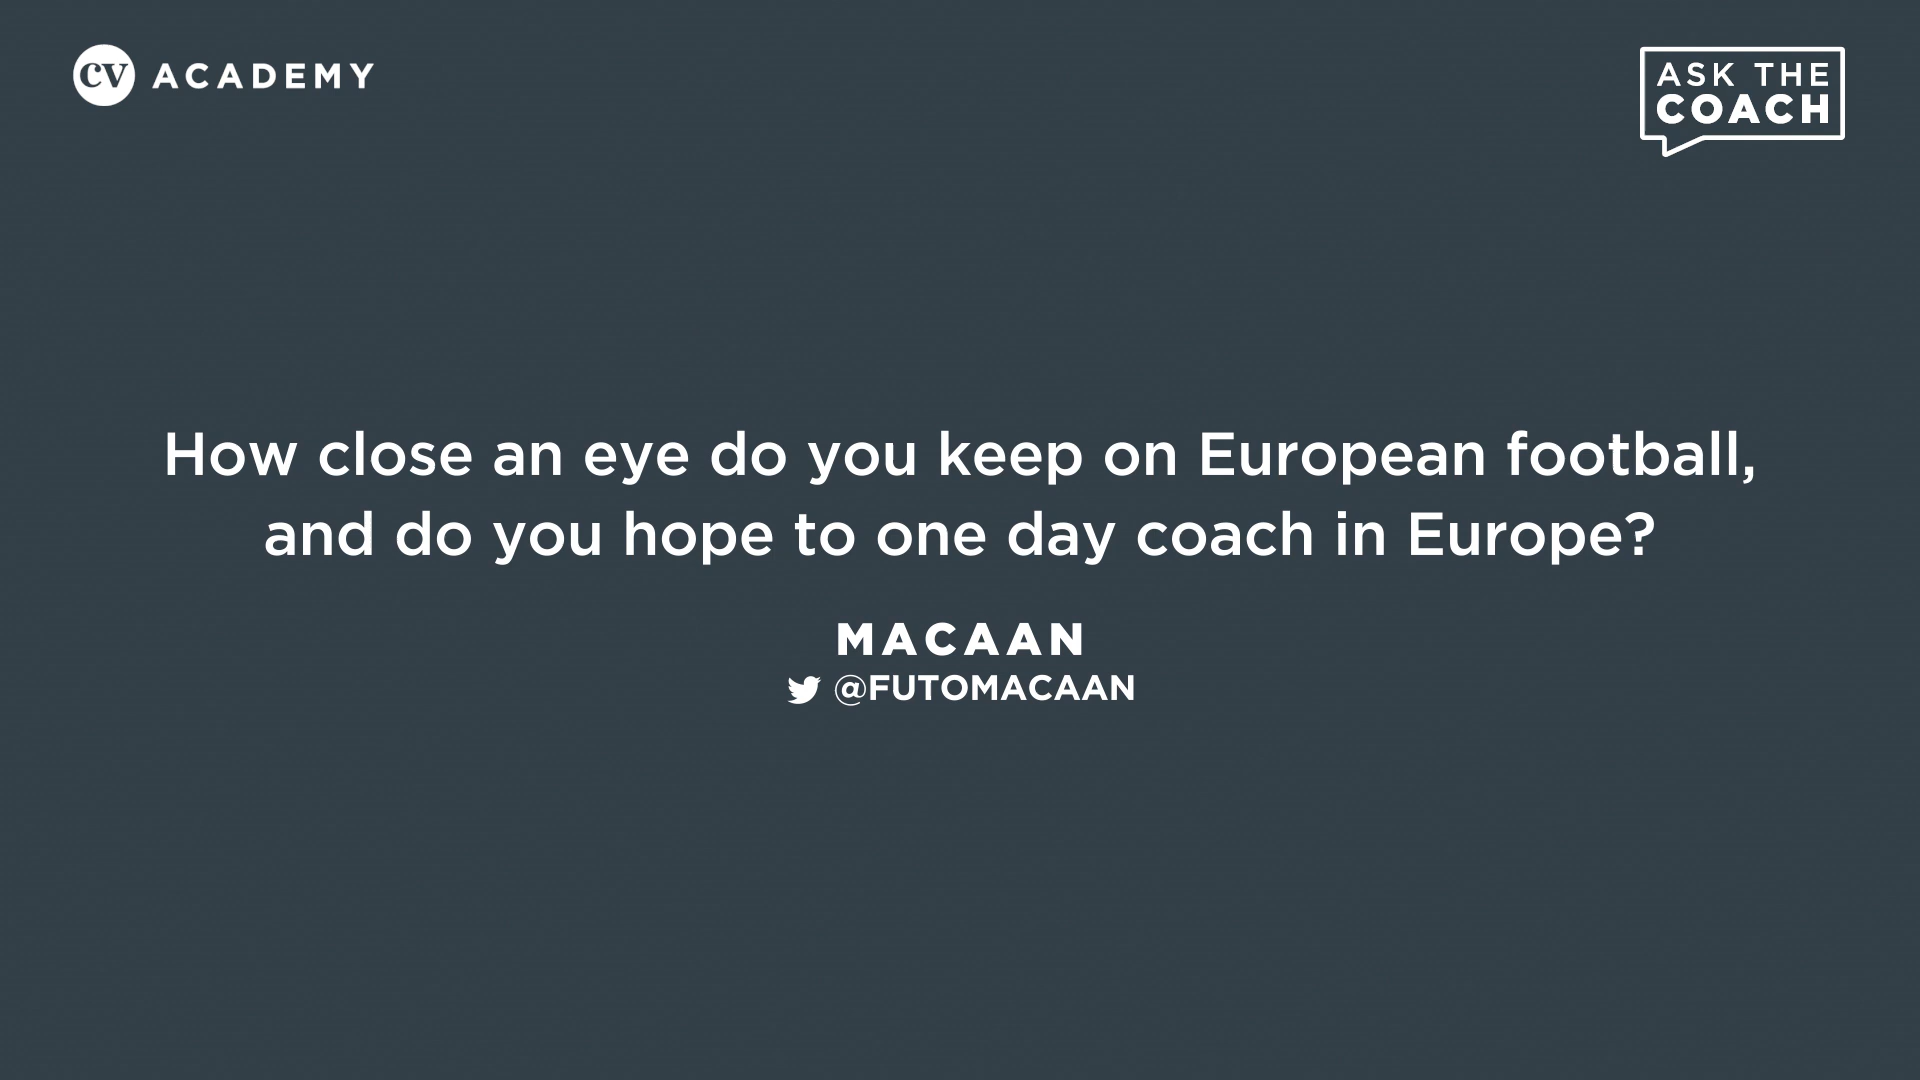 CV ACADEMY
ASK THE
COACH
How close an eye do you keep on European football,
and do you hope to one day coach in Europe?
MACAAN
@FUTOMACAAN